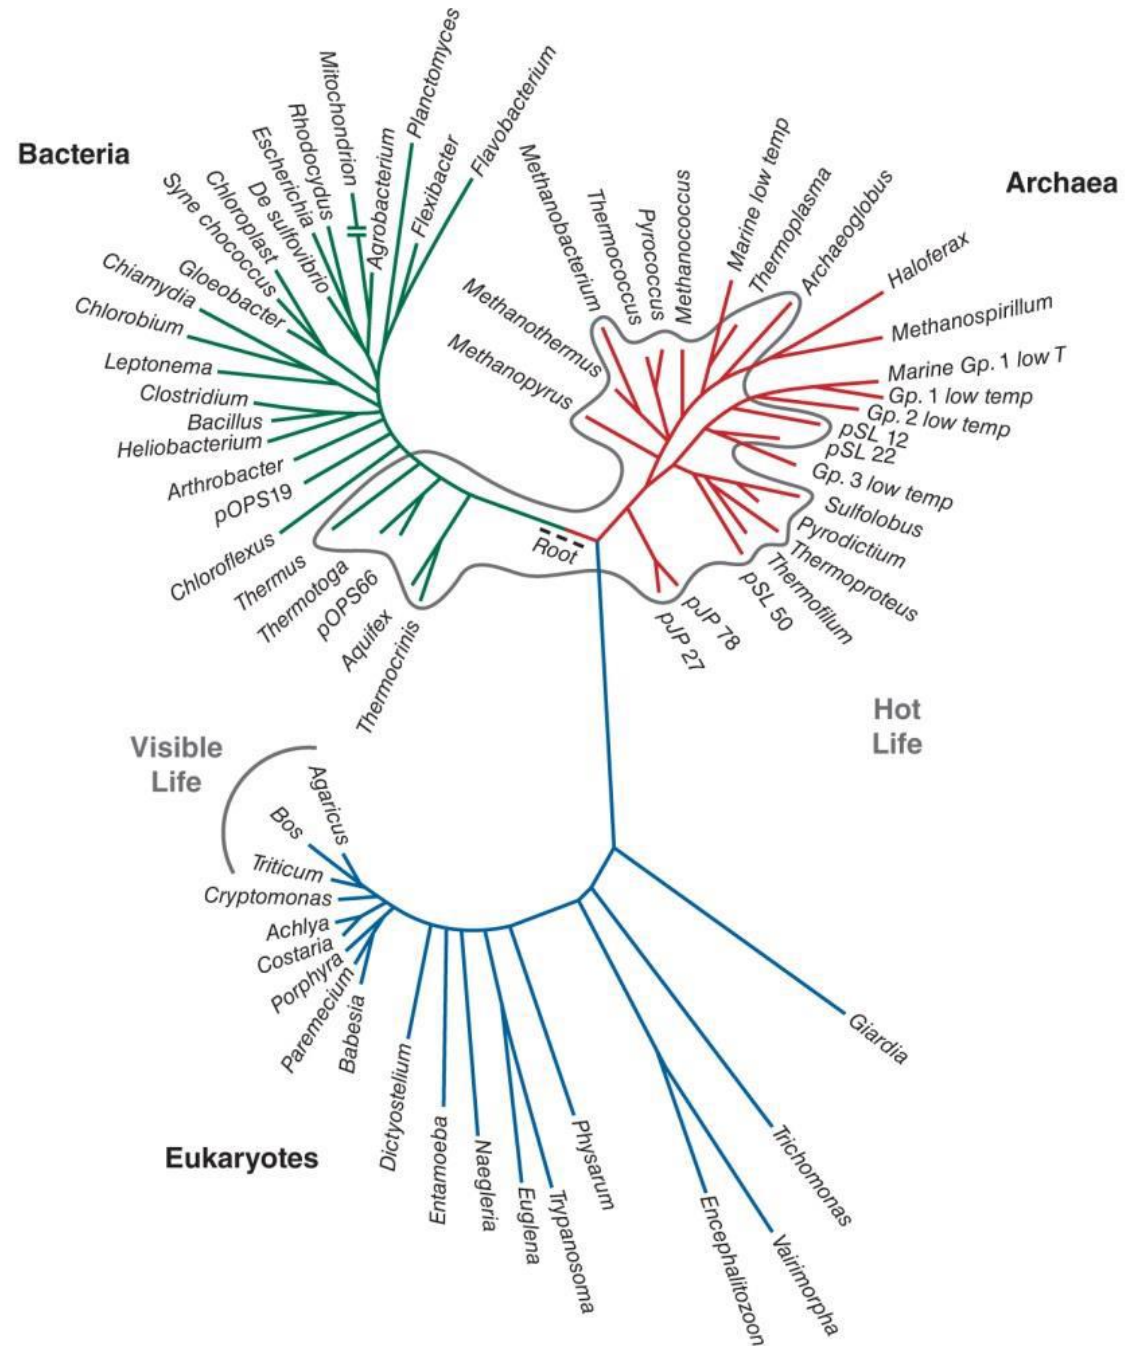 Bacteria
Archaea
Chloroflexus
pOPS19
Arthrobacter
Heliobacterium
Bacillus
Clostridium
Leptonema
Chlorobium
Chiamydia
Gloeobacter
Syne chococcus
Chloroplast
De sulfovibrio
Escherichia
Rhodocydus
Mitochondrion
Agrobacterium
Planctomyces
Flexibacter
Flavobacterium
Thermus
Thermotoga
pOPS66
Aquifex
Thermocrinis
Root
Methanopyrus
Methanothermus
Methanobacterium
Thermococcus
Pyrococcus
Methanococcus
Marine low temp
Thermoplasma
Archaeoglobus
Haloferax
Methanospirillum
Marine Gp. 1 low T
Gp. 1 low temp
Gp. 2 low temp
pSL 12
pSL 22
Gp. 3 low temp
Sulfolobus
Pyrodictium
Thermoproteus
Thermofilum
pSL 50
pJP 78
pJP 27
Hot
Life
Visible
Life
Agaricus
Bos
Triticum
Cryptomonas
Achlya
Costaria
Porphyra
Paremecium
Babesia
Dictyostelium
Entamoeba
Naegleria
Euglena
Trypanosoma
Physarum
Encephalitozoon
Vairimorpha
Trichomonas
Giardia
Eukaryotes